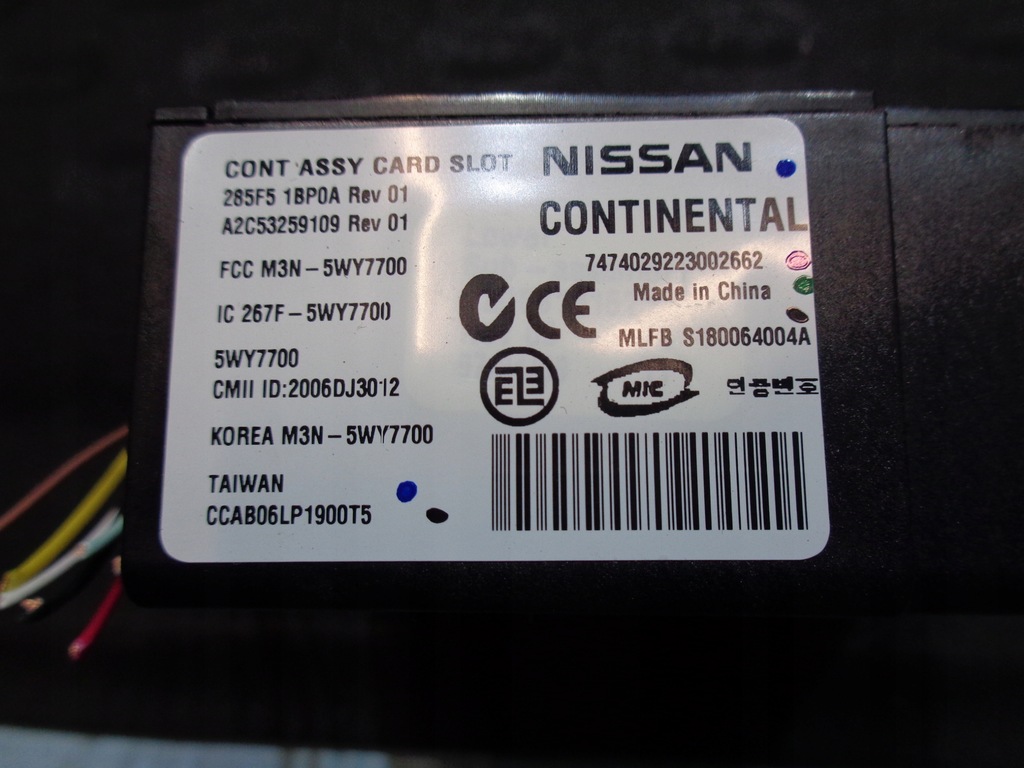 CONT ASSY CARD SLOT
285F5 1BP0A Rev 01
A2C53259109 Rev 01
FCC M3N-5WY7700
IC 267F-5WY7700
5WY7700
CMII ID:2006DJ3012
KOREA M3N-5WY7700
TAIWAN
CCAB06LP1900T5
NISSAN
CONTINENTAL
7474029223002662
Made in China
MLFB S180064004A
CE
MIC